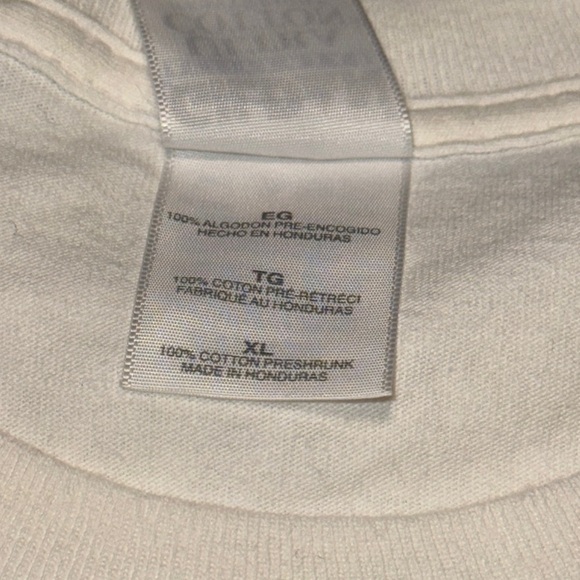 EG
100% ALGODON PRE-ENCOGIDO
HECHO EN HONDURAS
TG
100% COTON PRÉ-RÉTRÉCI
FABRIQUÉ AU HONDURAS
XL
100% COTTON PRESHRUNK
MADE IN HONDURAS